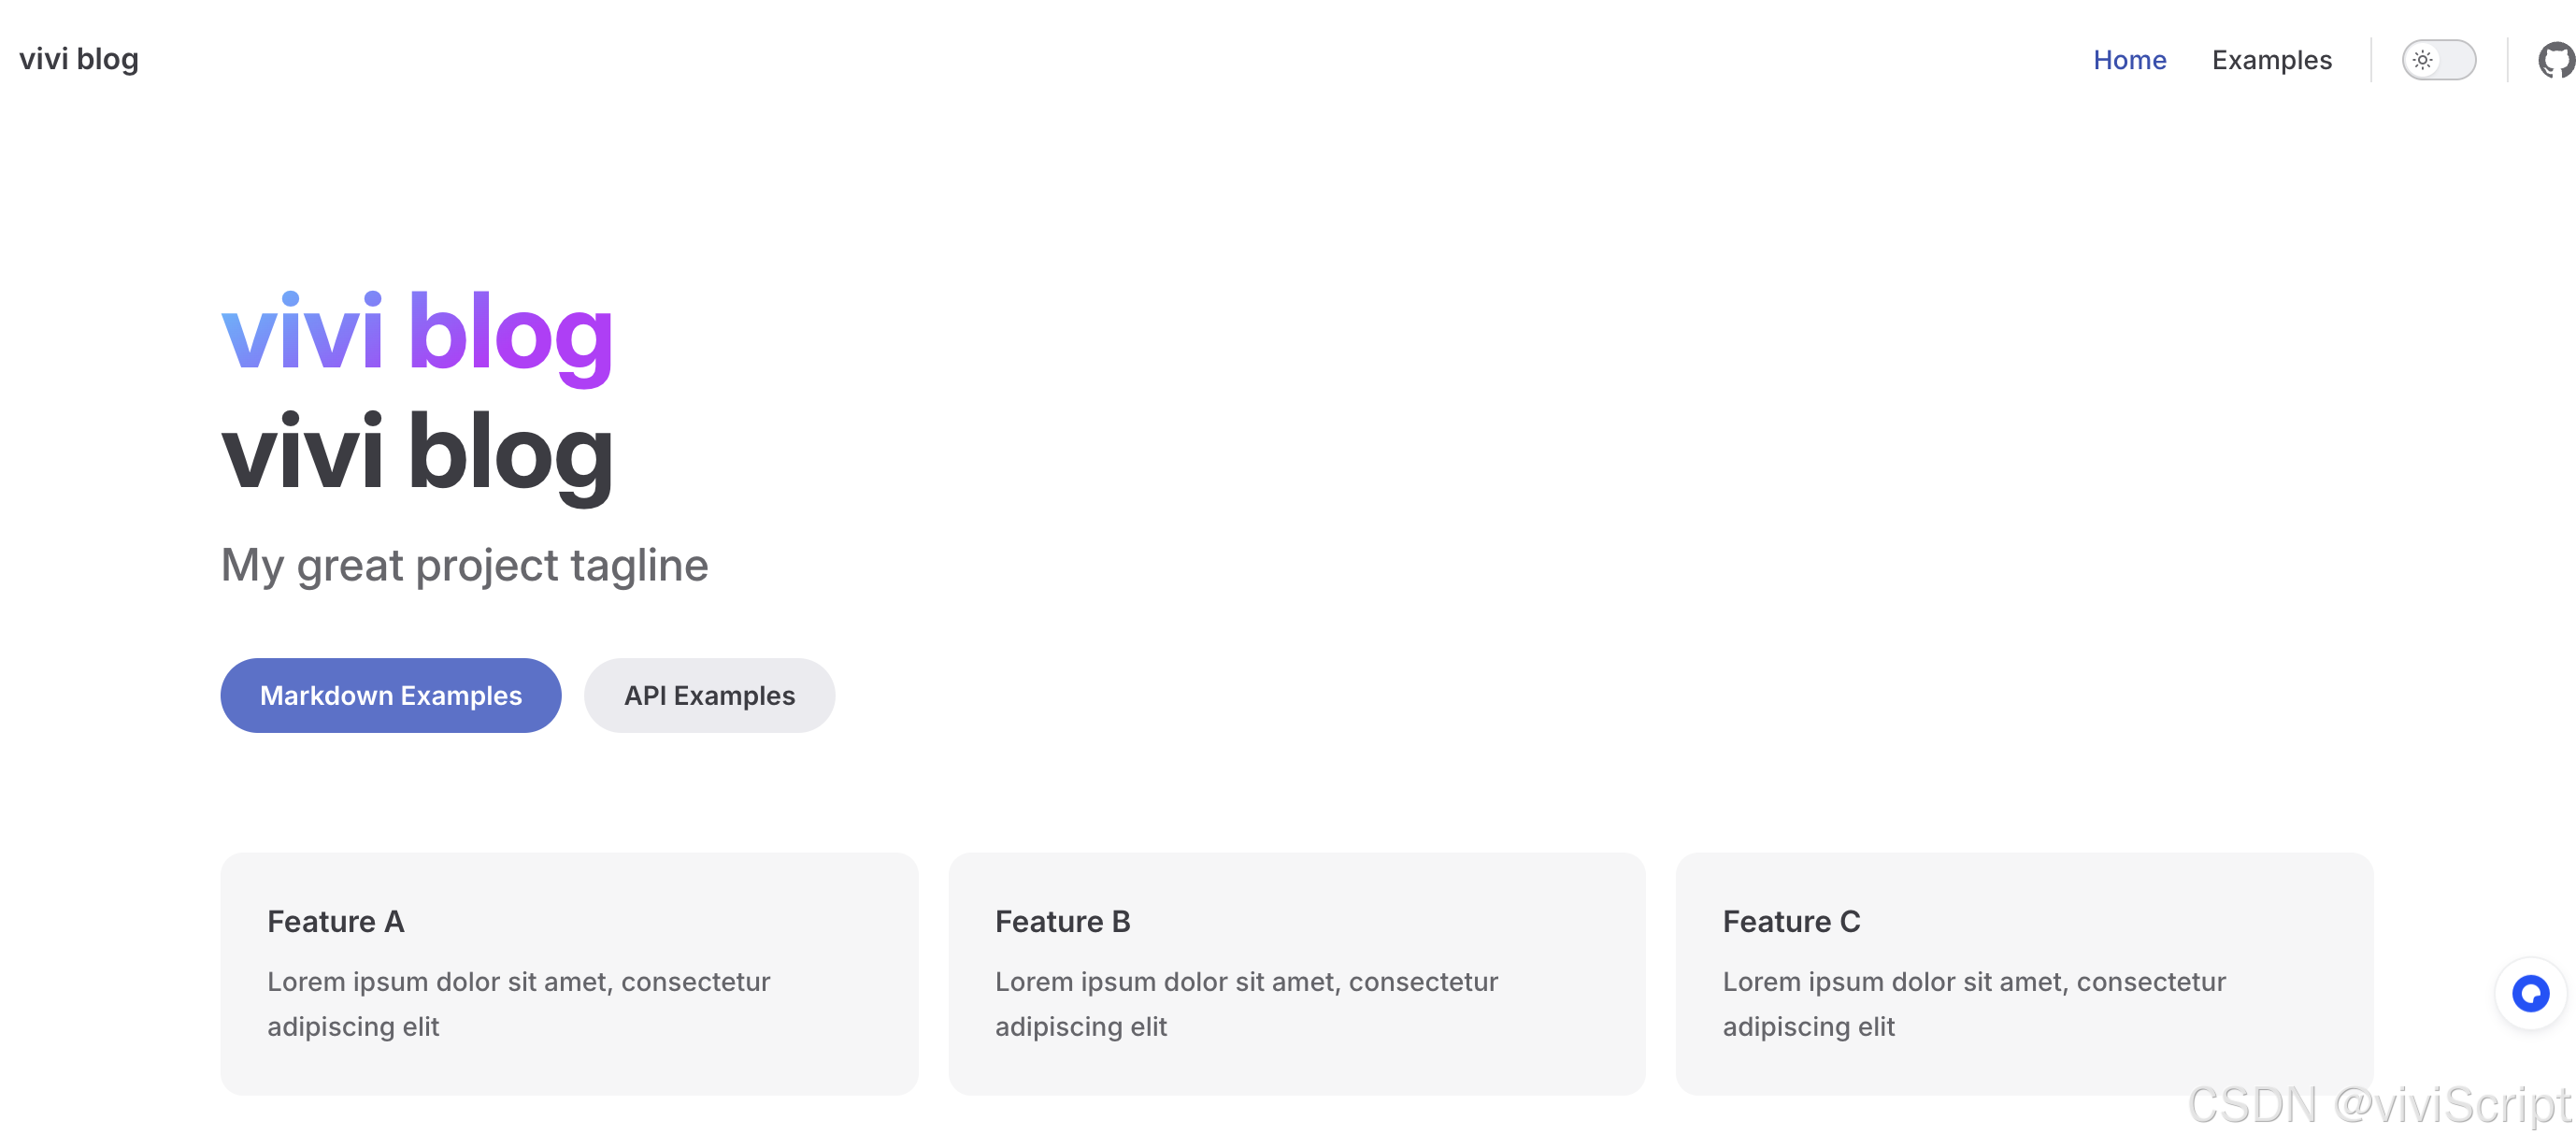 vivi blog
Home
Examples
vivi blog
vivi blog
My great project tagline
Markdown Examples
API Examples
Feature A
Lorem ipsum dolor sit amet, consectetur
adipiscing elit
Feature B
Lorem ipsum dolor sit amet, consectetur
adipiscing elit
Feature C
Lorem ipsum dolor sit amet, consectetur
adipiscing elit
CSDN @viviScript